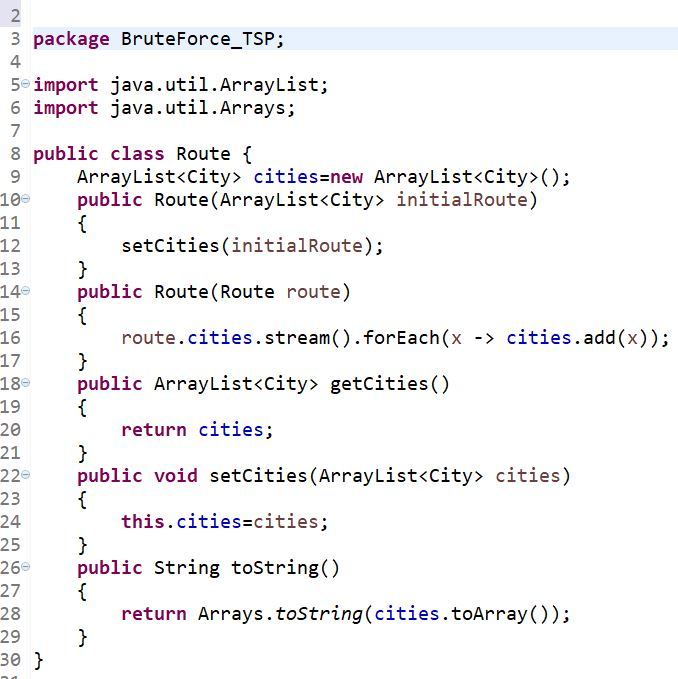 2
3 package BruteForce_TSP;
4
5 import java.util.ArrayList;
6 import java.util.Arrays;
7
8 public class Route {
9     ArrayList<City> cities=new ArrayList<City>();
10     public Route(ArrayList<City> initialRoute)
11     {
12         setCities(initialRoute);
13     }
14     public Route(Route route)
15     {
16         route.cities.stream().forEach(x -> cities.add(x));
17     }
18     public ArrayList<City> getCities()
19     {
20         return cities;
21     }
22     public void setCities(ArrayList<City> cities)
23     {
24         this.cities=cities;
25     }
26     public String toString()
27     {
28         return Arrays.toString(cities.toArray());
29     }
30 }